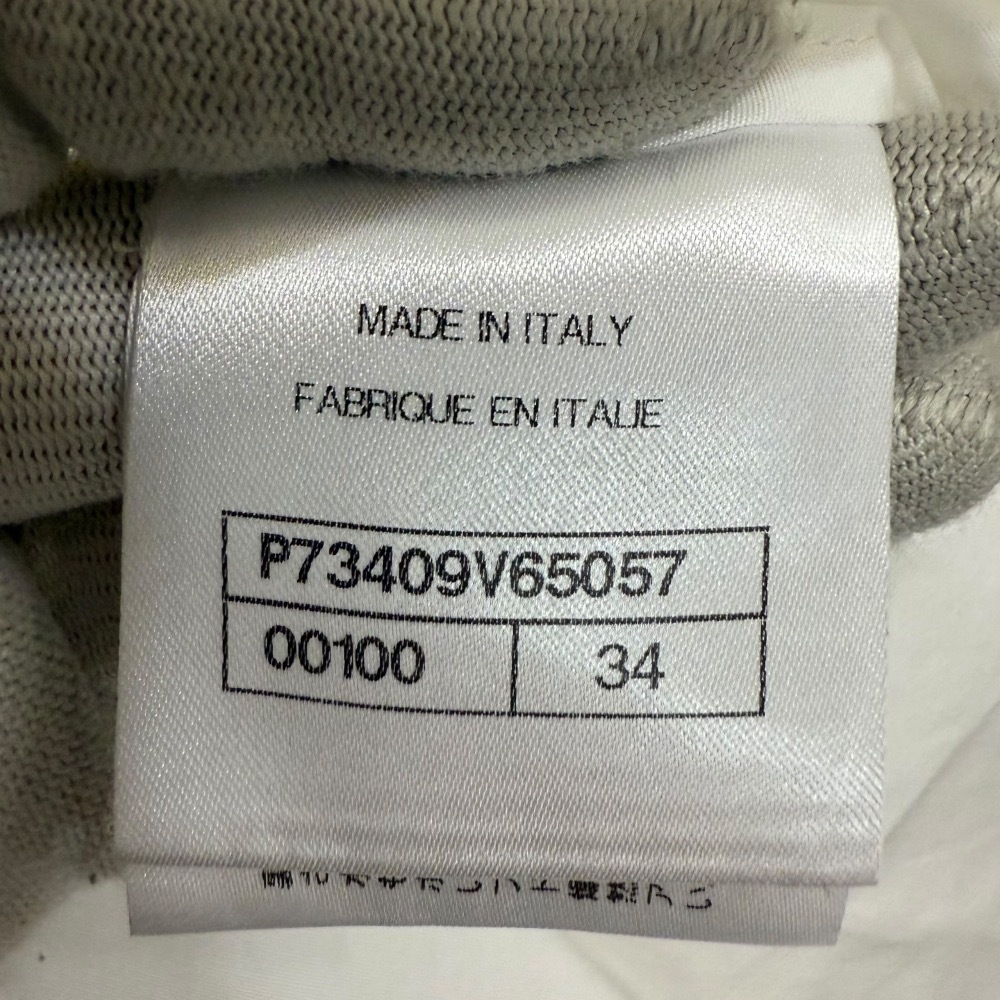 MADE IN ITALY
FABRIQUE EN ITALIE
P73409V65057
00100 34